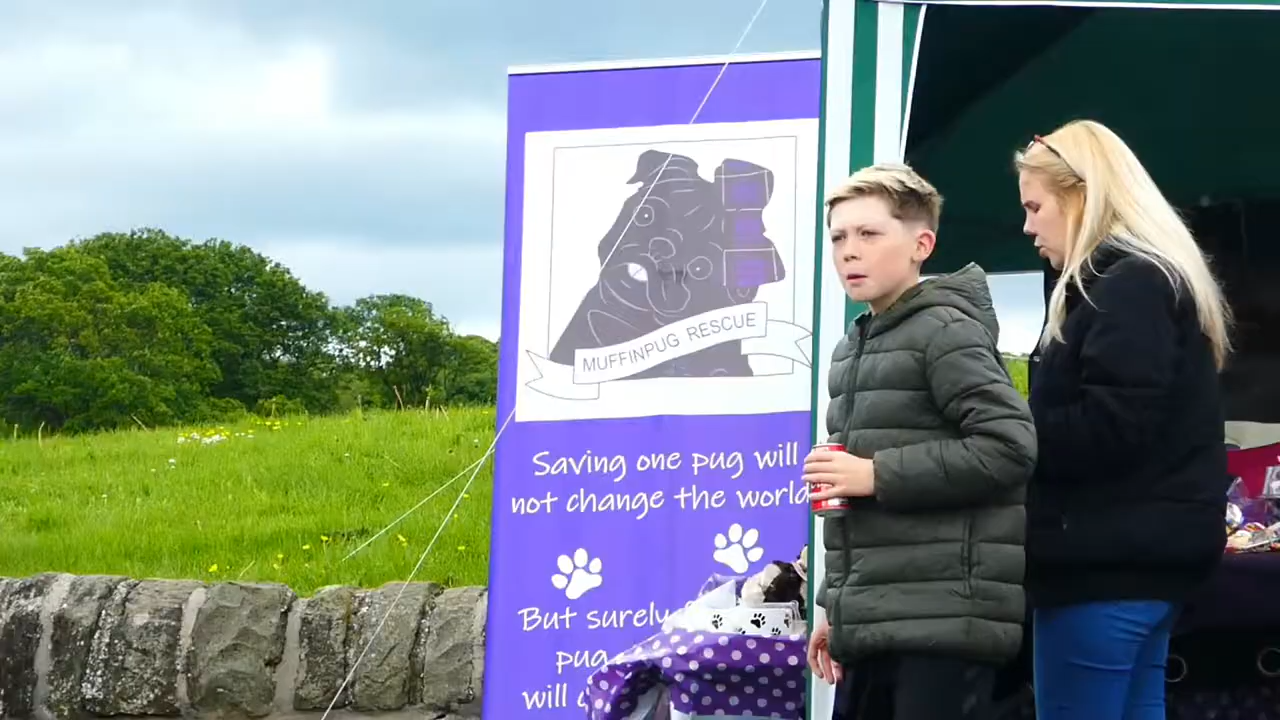 MUFFINPUG RESCUE
Saving one pug will
not change the world
But surely
pug
will